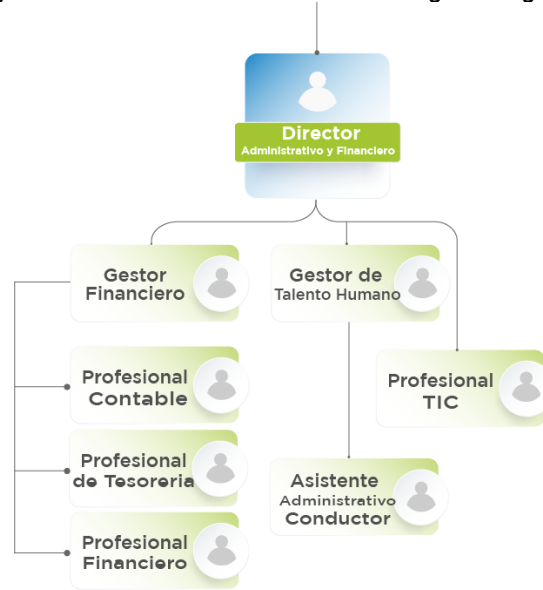 Director
Administrativo y Financiero
Gestor
Financiero
Gestor de
Talento Humano
Profesional
Contable
Profesional
TIC
Profesional
de Tesoreria
Asistente
Administrativo
Conductor
Profesional
Financiero